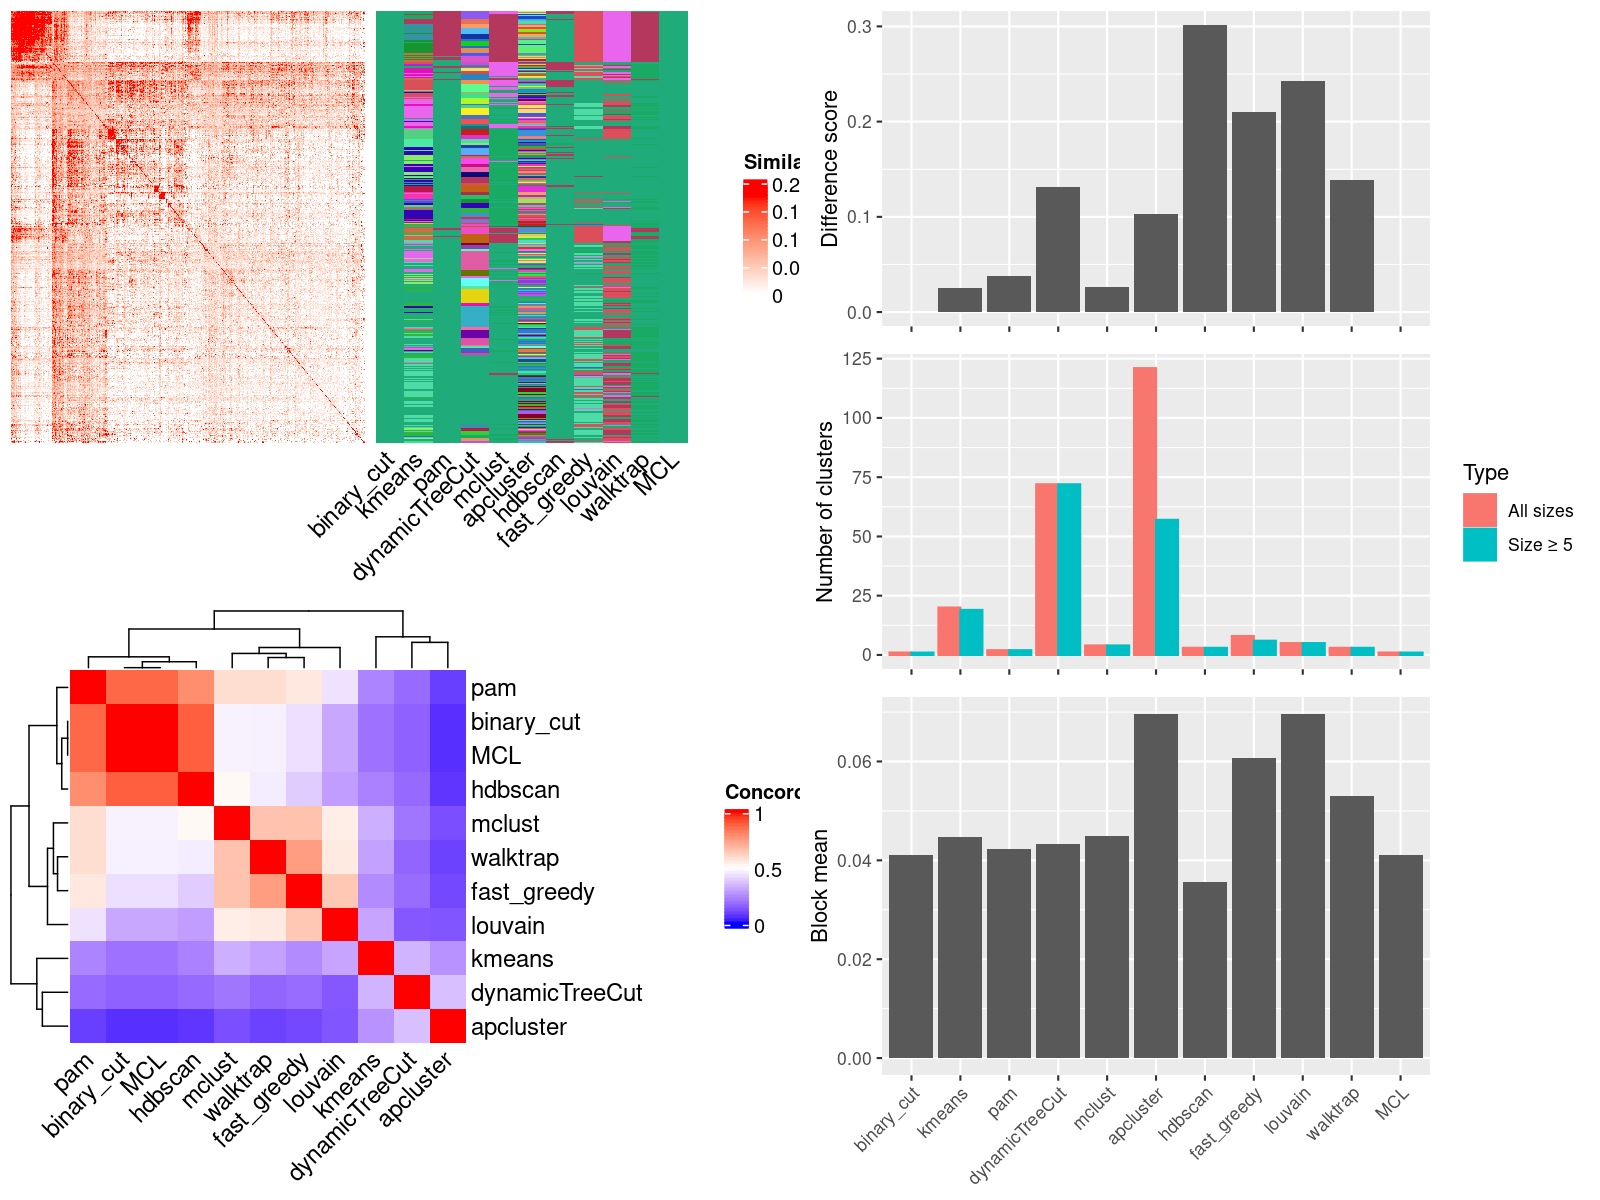 Simila
0.2
0.1
0.1
0.0
0
binary_cut
kmeans
pam
dynamicTreeCut
mclust
apcluster
hdbscan
fast_greedy
louvain
walktrap
MCL
pam
binary_cut
MCL
hdbscan
mclust
walktrap
fast_greedy
louvain
kmeans
dynamicTreeCut
apcluster
pam
binary_cut
MCL
hdbscan
mclust
walktrap
fast_greedy
louvain
kmeans
dynamicTreeCut
apcluster
Concord
1
0.5
0
Difference score
0.3
0.2
0.1
0.0
Number of clusters
125
100
75
50
25
0
Type
All sizes
Size ≥ 5
Block mean
0.06
0.04
0.02
0.00
binary_cut
kmeans
pam
dynamicTreeCut
mclust
apcluster
hdbscan
fast_greedy
louvain
walktrap
MCL